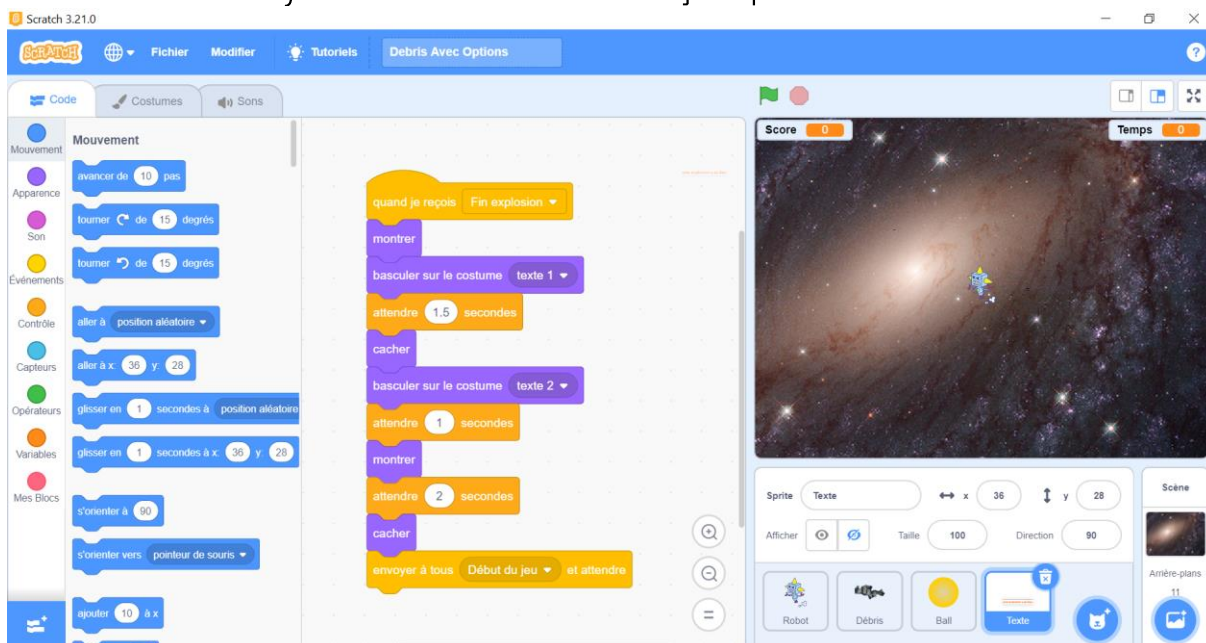 Scratch 3.21.0
SCRATCH Fichier Modifier Tutoriels Debris Avec Options ?
Code Costumes Sons
Mouvement
Apparence
Son
Événements
Contrôle
Capteurs
Opérateurs
Variables
Mes Blocs
Mouvement
avancer de 10 pas
tourner de 15 degrés
tourner de 15 degrés
aller à position aléatoire
aller à x: 36 y: 28
glisser en 1 secondes à position aléatoire
glisser en 1 secondes à x: 36 y: 28
s'orienter à 90
s'orienter vers pointeur de souris
ajouter 10 à x
quand je reçois Fin explosion
montrer
basculer sur le costume texte 1
attendre 1.5 secondes
cacher
basculer sur le costume texte 2
attendre 1 secondes
montrer
attendre 2 secondes
cacher
envoyer à tous Début du jeu et attendre
Score 0
Temps 0
Sprite Texte x 36 y 28
Afficher Taille 100 Direction 90
Robot Débris Ball Texte
Scène
Arrière-plans
11